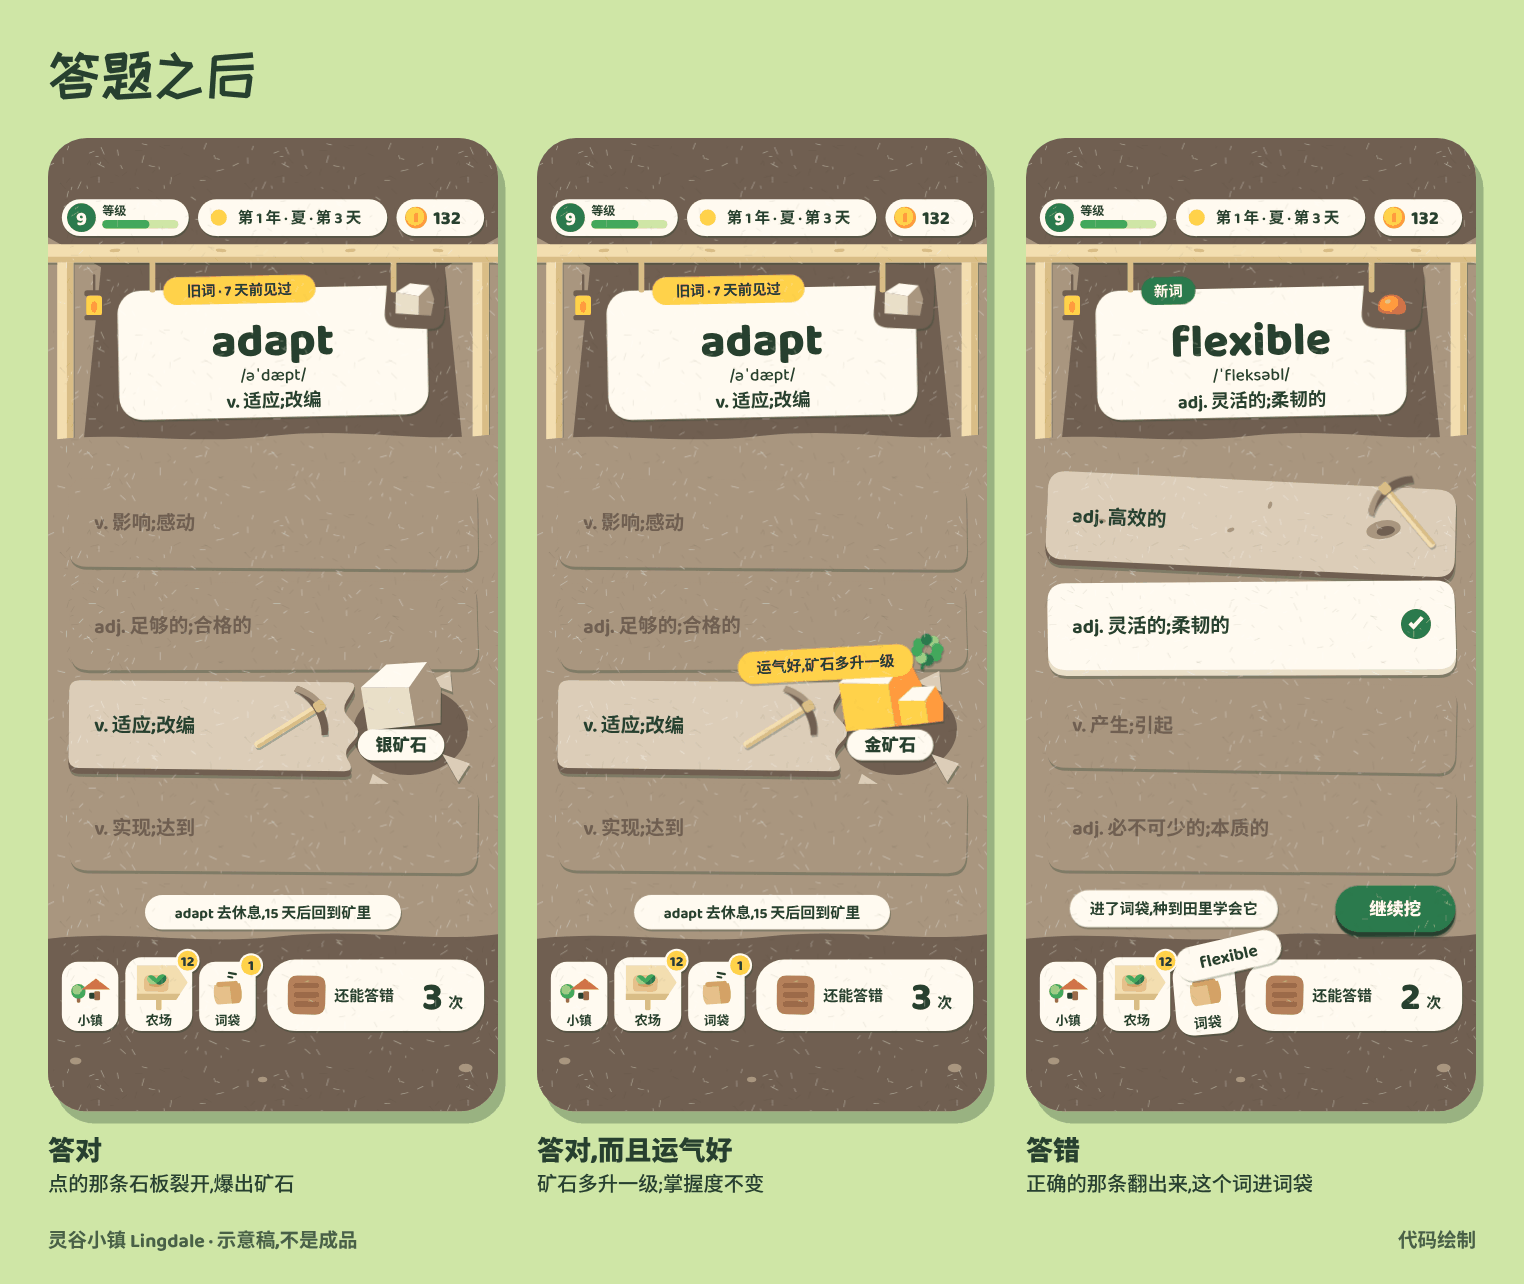 答题之后
9 等级 第1年·夏·第3天 132
旧词·7天前见过
adapt
/əˈdæpt/
v. 适应;改编
v. 影响;感动
adj. 足够的;合格的
v. 适应;改编
银矿石
v. 实现;达到
adapt 去休息,15 天后回到矿里
小镇 12 农场 1 词袋 还能答错 3 次
答对
点的那条石板裂开,爆出矿石
9 等级 第1年·夏·第3天 132
旧词·7天前见过
adapt
/əˈdæpt/
v. 适应;改编
v. 影响;感动
adj. 足够的;合格的
运气好,矿石多升一级
v. 适应;改编
金矿石
v. 实现;达到
adapt 去休息,15 天后回到矿里
小镇 12 农场 1 词袋 还能答错 3 次
答对,而且运气好
矿石多升一级;掌握度不变
9 等级 第1年·夏·第3天 132
新词
flexible
/ˈfleksəbl/
adj. 灵活的;柔韧的
adj. 高效的
adj. 灵活的;柔韧的
v. 产生;引起
adj. 必不可少的;本质的
进了词袋,种到田里学会它 继续挖
flexible
小镇 12 农场 词袋 还能答错 2 次
答错
正确的那条翻出来,这个词进词袋
灵谷小镇 Lingdale · 示意稿,不是成品 代码绘制